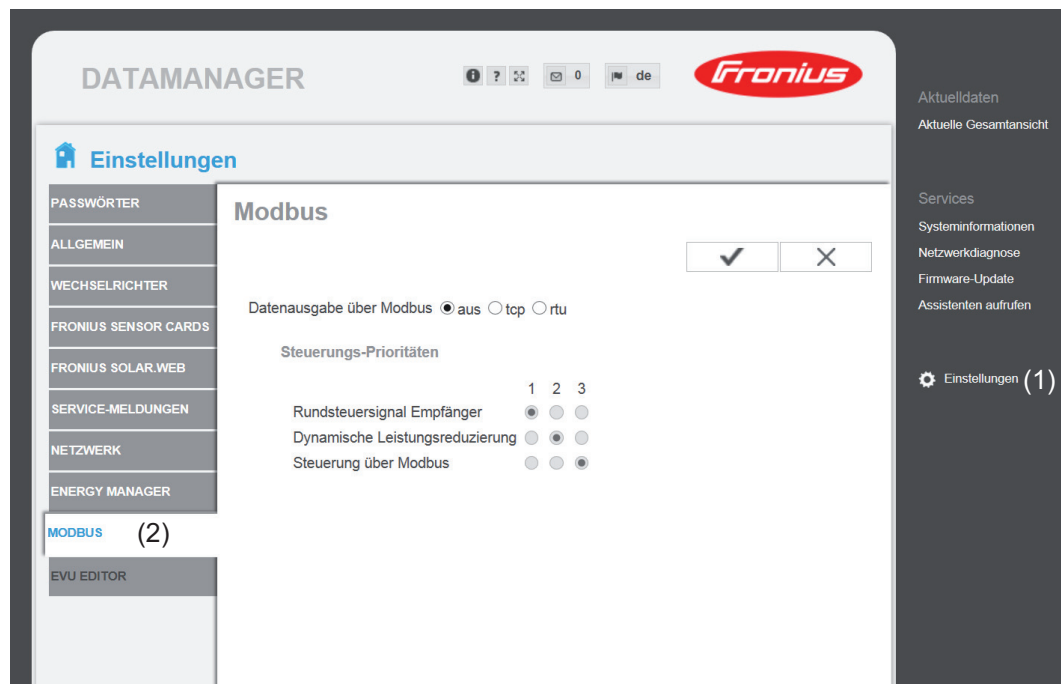 DATAMANAGER
i ? 0 de
Fronius
Einstellungen
PASSWÖRTER
ALLGEMEIN
WECHSELRICHTER
FRONIUS SENSOR CARDS
FRONIUS SOLAR.WEB
SERVICE-MELDUNGEN
NETZWERK
ENERGY MANAGER
MODBUS (2)
EVU EDITOR
Modbus
Datenausgabe über Modbus aus tcp rtu
Steuerungs-Prioritäten
1 2 3
Rundsteuersignal Empfänger
Dynamische Leistungsreduzierung
Steuerung über Modbus
Aktuelldaten
Aktuelle Gesamtansicht
Services
Systeminformationen
Netzwerkdiagnose
Firmware-Update
Assistenten aufrufen
Einstellungen (1)